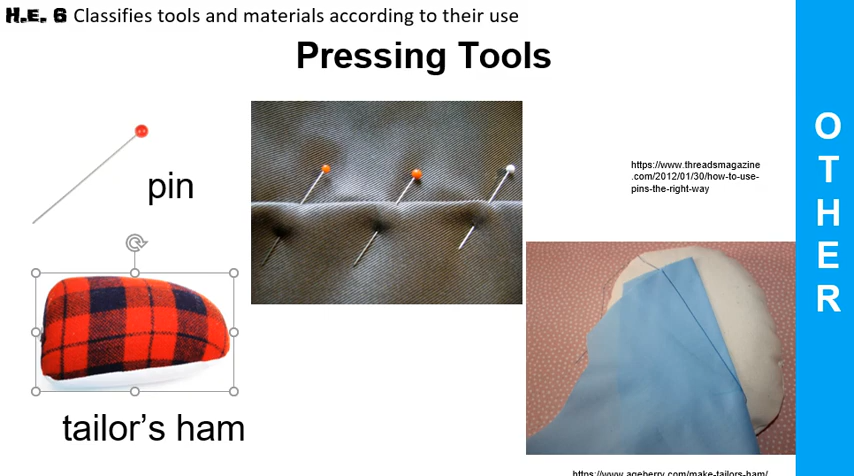 H.E. 6 Classifies tools and materials according to their use
Pressing Tools
pin
tailor's ham
https://www.threadsmagazine
.com/2012/01/30/how-to-use-
pins-the-right-way
https://www.ageberry.com/make-tailors-ham/
OTHER